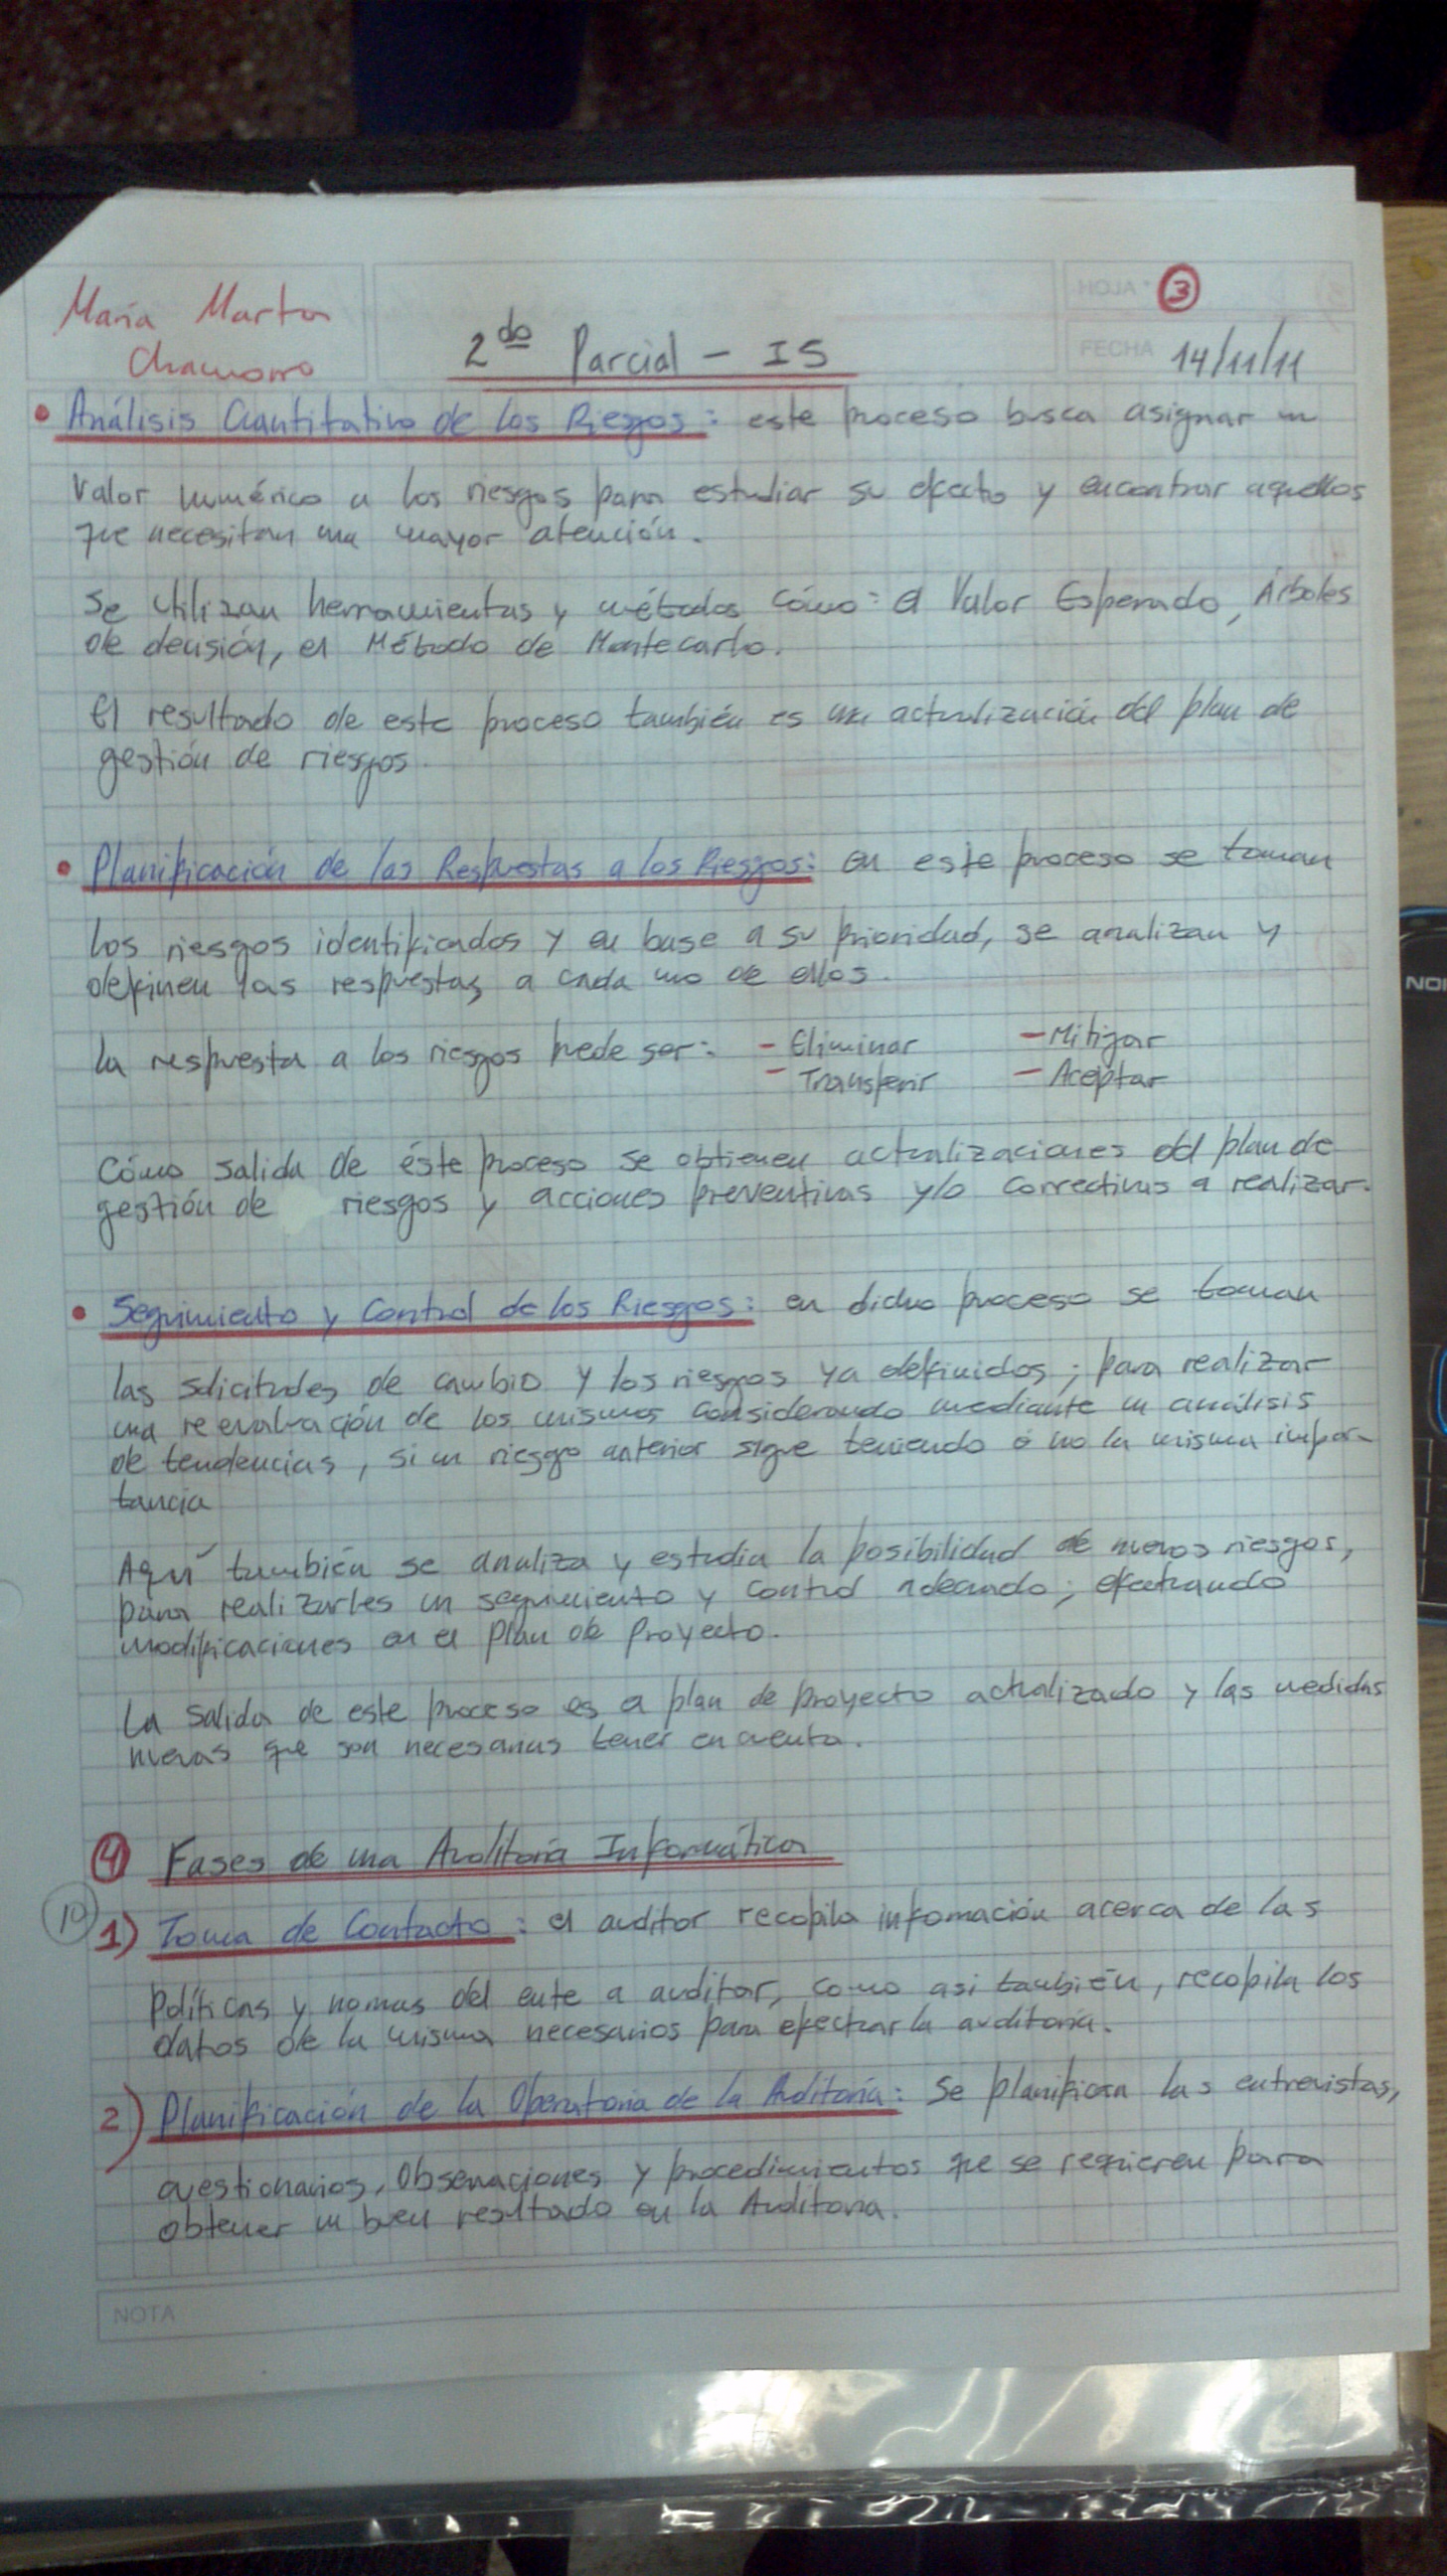 María Marta
Chamorro
2do Parcial - IS
HOJA N° 3
FECHA 14/11/11
• Análisis Cuantitativo de los Riesgos: este proceso busca asignar un
valor numérico a los riesgos para estudiar su efecto y encontrar aquellos
que necesitan una mayor atención.
Se utilizan herramientas y métodos cómo: el Valor Esperado, Árboles
de decisión, el Método de Montecarlo.
El resultado de este proceso también es una actualización del plan de
gestión de riesgos.
• Planificación de las Respuestas a los Riesgos: en este proceso se toman
los riesgos identificados y en base a su prioridad, se analizan y
definen las respuestas a cada uno de ellos.
La respuesta a los riesgos puede ser: - Eliminar - Mitigar
- Transferir - Aceptar
Cómo salida de éste proceso se obtienen actualizaciones del plan de
gestión de riesgos y acciones preventivas y/o correctivas a realizar.
• Seguimiento y Control de los Riesgos: en dicho proceso se toman
las solicitudes de cambio y los riesgos ya definidos; para realizar
una reevaluación de los mismos considerando mediante un análisis
de tendencias, si un riesgo anterior sigue teniendo o no la misma impor-
tancia
Aquí también se analiza y estudia la posibilidad de nuevos riesgos,
para realizarles un seguimiento y control adecuado; efectuando
modificaciones en el Plan de Proyecto.
La salida de este proceso es el plan de proyecto actualizado y las medidas
nuevas que son necesarias tener en cuenta.
4 Fases de una Auditoría Informática
10
1) Toma de Contacto: el auditor recopila infomación acerca de las
Políticas y normas del ente a auditar, como asi también, recopila los
datos de la misma necesarios para efectuar la auditoría.
2) Planificación de la Operatoria de la Auditoría: Se planifican las entrevistas,
cuestionarios, Observaciones y procedimientos que se requieren para
obtener un buen resultado en la Auditoria.
NOTA
NOK